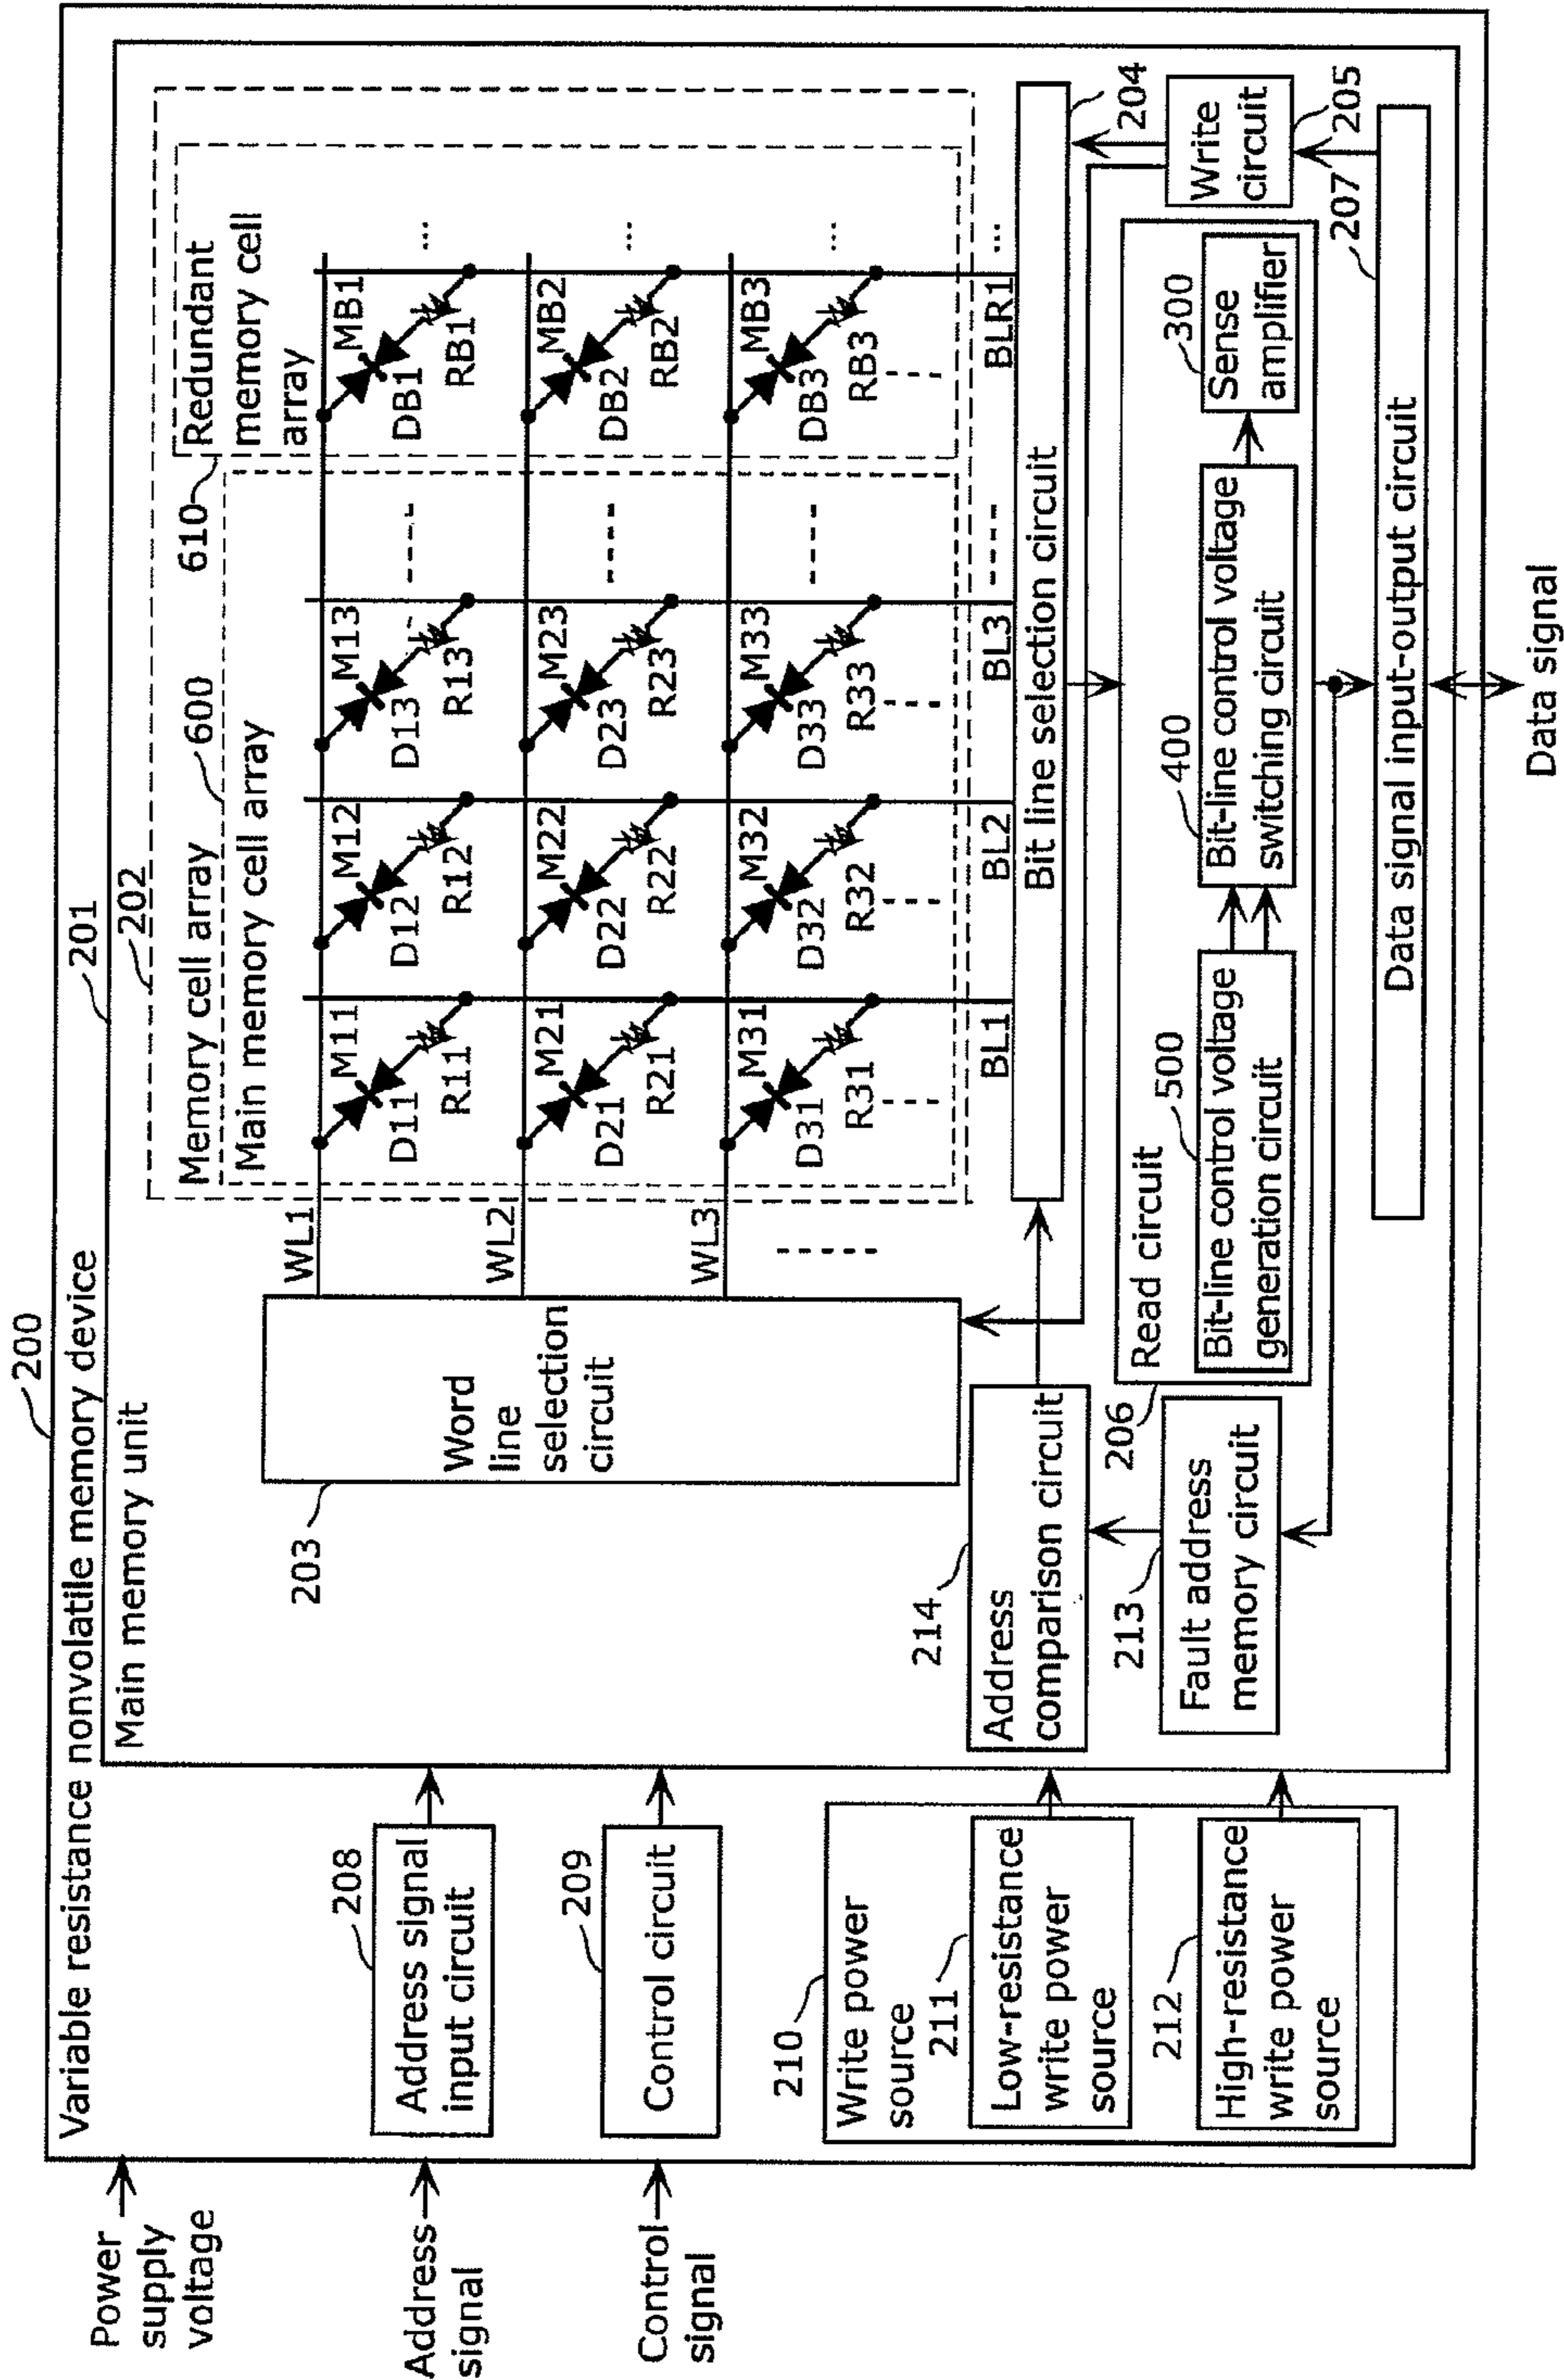 200
Variable resistance nonvolatile memory device
201
Main memory unit
202
Memory cell array
600
Main memory cell array
610
Redundant
memory cell
array
Power
supply
voltage
Address
signal
Control
signal
208
Address signal
input circuit
209
Control circuit
210
Write power
source
211
Low-resistance
write power
source
212
High-resistance
write power
source
203
Word
line
selection
circuit
WL1
WL2
WL3
M11
D11
R11
M12
D12
R12
M13
D13
R13
MB1
DB1
RB1
M21
D21
R21
M22
D22
R22
M23
D23
R23
MB2
DB2
RB2
M31
D31
R31
M32
D32
R32
M33
D33
R33
MB3
DB3
RB3
BL1
BL2
BL3
BLR1
Bit line selection circuit
204
214
Address
comparison circuit
213
Fault address
memory circuit
206
Read circuit
500
Bit-line control voltage
generation circuit
400
Bit-line control voltage
switching circuit
300
Sense
amplifier
Write
circuit
205
207
Data signal input-output circuit
Data signal